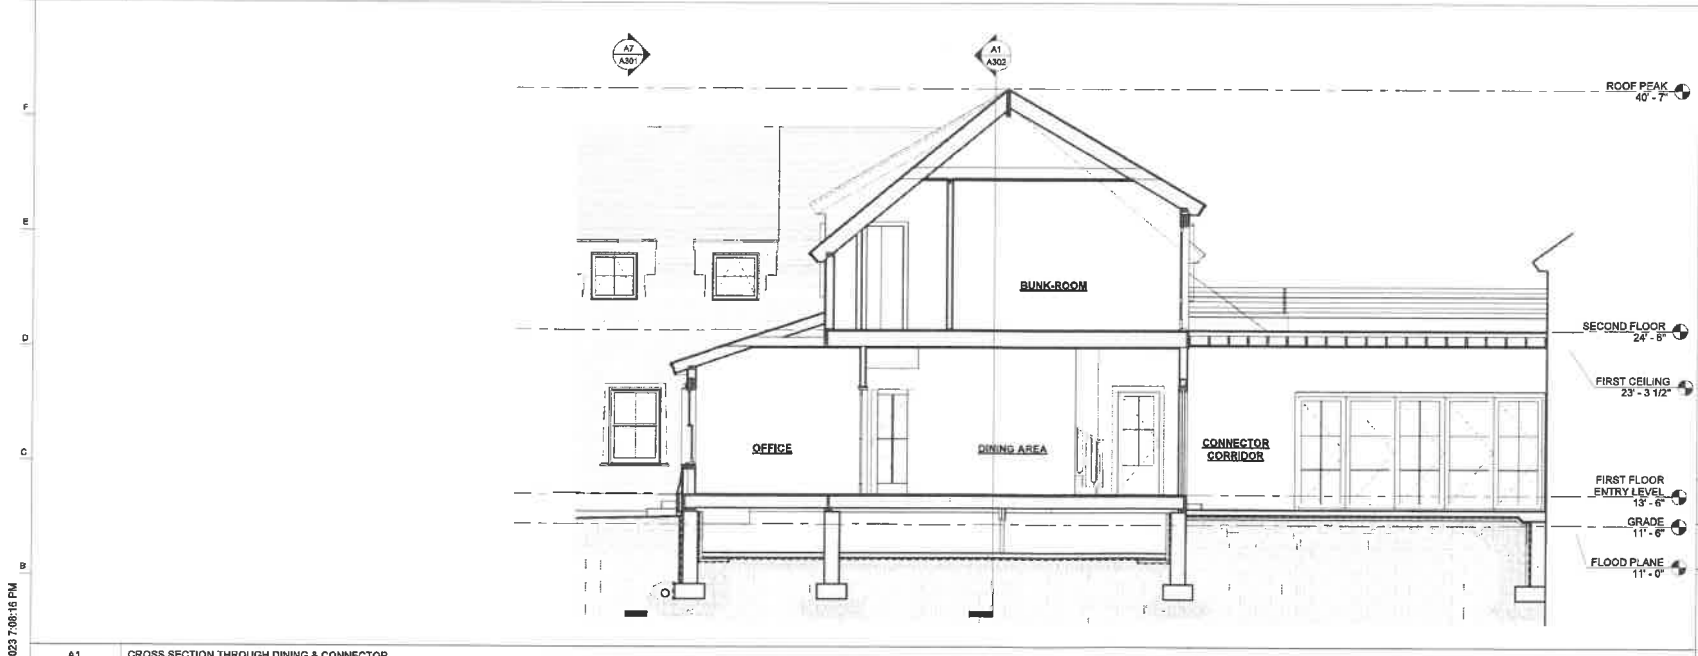 A7
A301
A1
A302
ROOF PEAK
40' - 7"
F
E
BUNK-ROOM
SECOND FLOOR
24' - 6"
D
FIRST CEILING
23' - 3 1/2"
OFFICE
DINING AREA
CONNECTOR
CORRIDOR
C
FIRST FLOOR
ENTRY LEVEL
13' - 6"
GRADE
11' - 6"
FLOOD PLANE
11' - 0"
B
023 7:08:16 PM
A1
CROSS SECTION THROUGH DINING & CONNECTOR